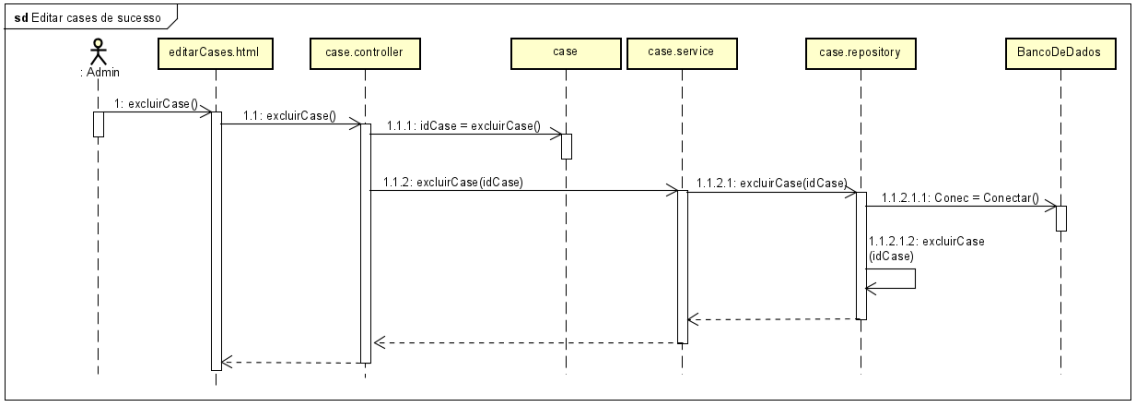 sd Editar cases de sucesso
: Admin
editarCases.html
case.controller
case
case.service
case.repository
BancoDeDados
1: excluirCase()
1.1: excluirCase()
1.1.1: idCase = excluirCase()
1.1.2: excluirCase(idCase)
1.1.2.1: excluirCase(idCase)
1.1.2.1.1: Conec = Conectar()
1.1.2.1.2: excluirCase
(idCase)